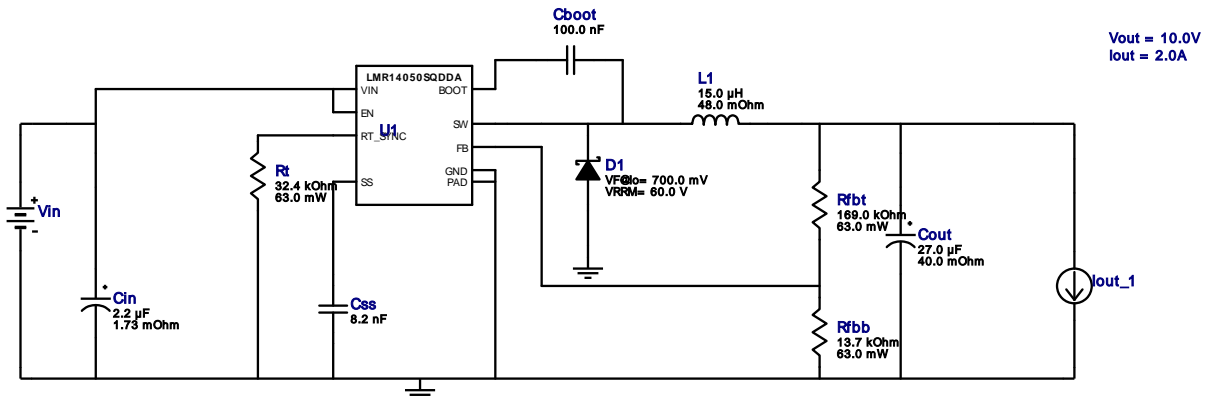 Cboot
100.0 nF
Vout = 10.0V
Iout = 2.0A
LMR14050SQDDA
VIN
BOOT
EN
U1
SW
RT_SYNC
FB
GND
SS
PAD
L1
15.0 µH
48.0 mOhm
Rt
32.4 kOhm
63.0 mW
D1
VF@Io= 700.0 mV
VRRM= 60.0 V
Rfbt
169.0 kOhm
63.0 mW
+
Vin
-
Cout
27.0 µF
40.0 mOhm
Iout_1
Cin
2.2 µF
1.73 mOhm
Css
8.2 nF
Rfbb
13.7 kOhm
63.0 mW